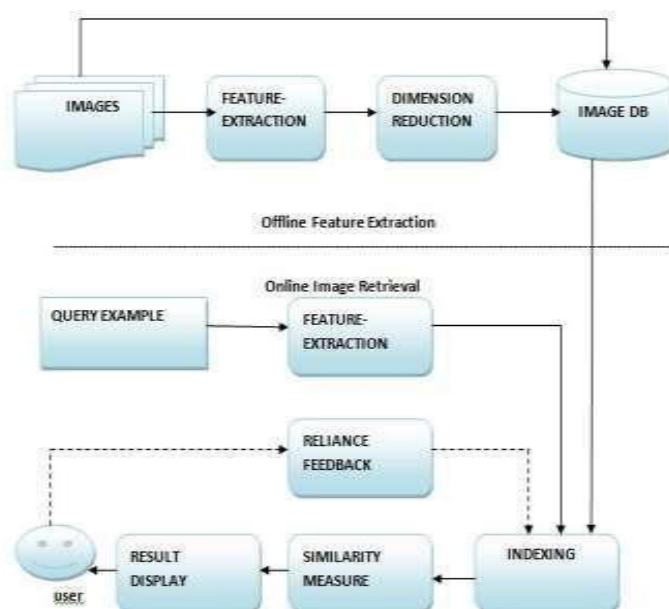 IMAGES
FEATURE-
EXTRACTION
DIMENSION
REDUCTION
IMAGE DB
Offline Feature Extraction
Online Image Retrieval
QUERY EXAMPLE
FEATURE-
EXTRACTION
RELIANCE
FEEDBACK
RESULT
DISPLAY
SIMILARITY
MEASURE
INDEXING
user